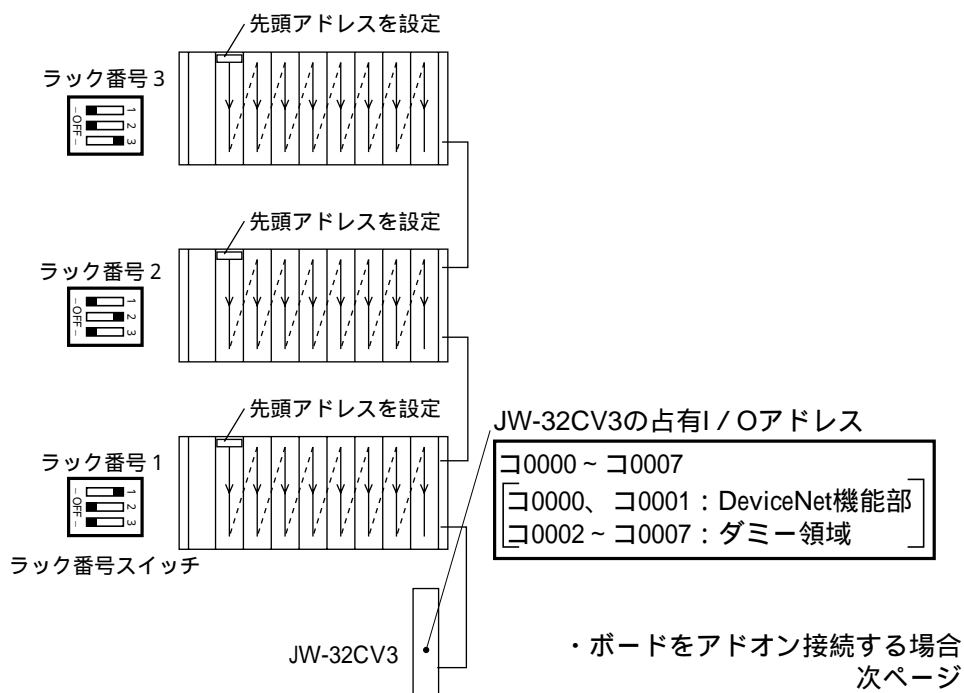 先頭アドレスを設定
ラック番号3
-OFF-
1
2
3
先頭アドレスを設定
ラック番号2
-OFF-
1
2
3
先頭アドレスを設定
ラック番号1
-OFF-
1
2
3
ラック番号スイッチ
JW-32CV3の占有I/Oアドレス
コ0000~コ0007
コ0000、コ0001:DeviceNet機能部
コ0002~コ0007:ダミー領域
JW-32CV3
・ボードをアドオン接続する場合
次ページ